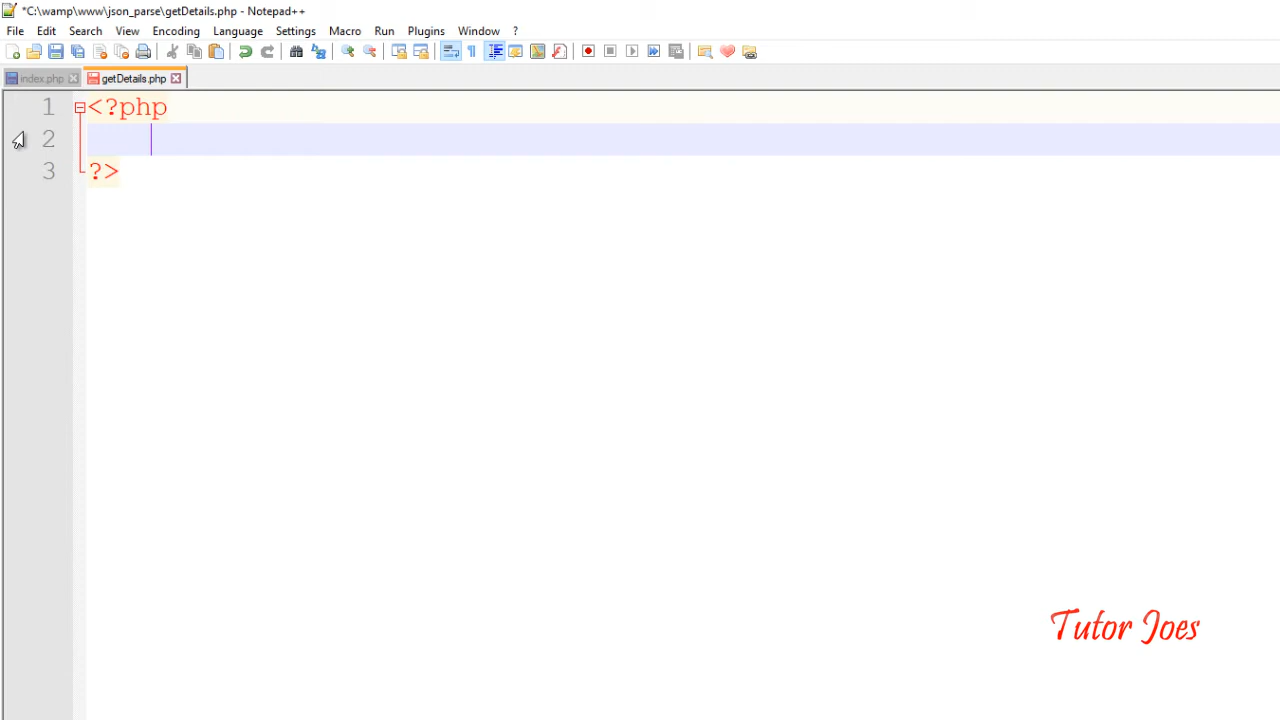 *C:\wamp\www\json_parse\getDetails.php - Notepad++
File Edit Search View Encoding Language Settings Macro Run Plugins Window ?
index.php getDetails.php
1 <?php
2
3 ?>
Tutor Joes